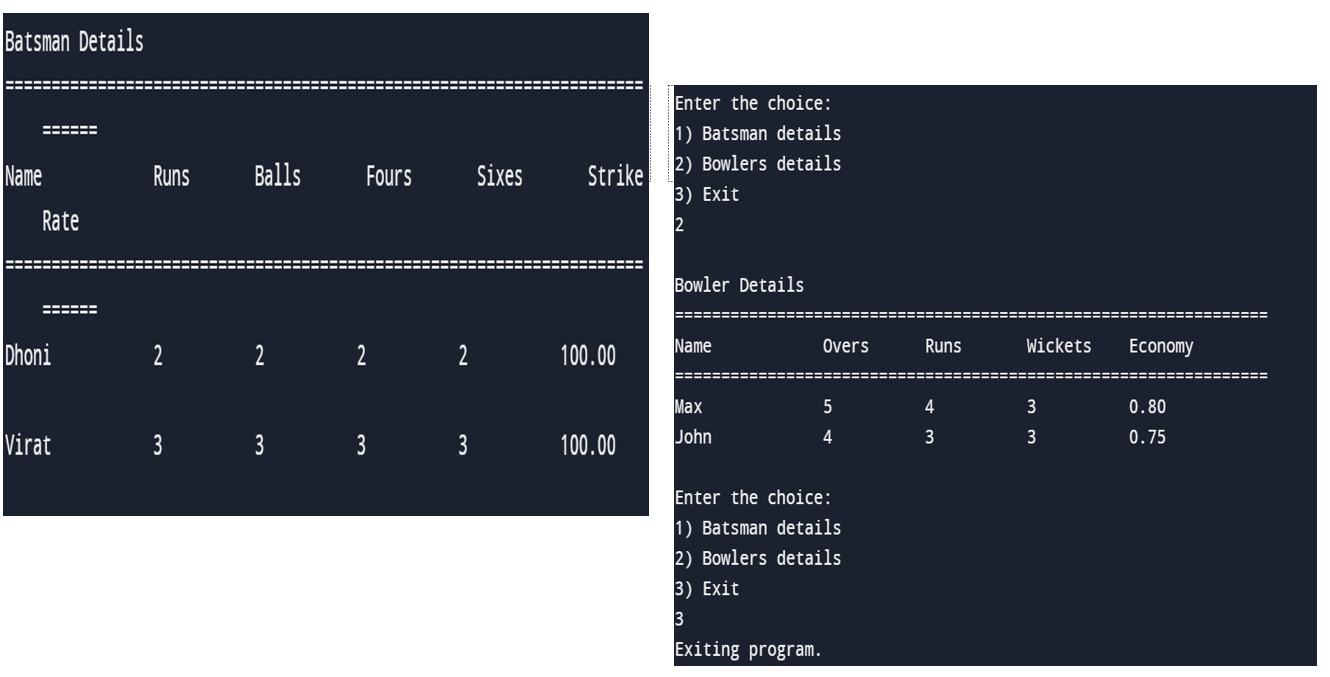 Batsman Details
=====================================================================
======
Name Runs Balls Fours Sixes Strike
Rate
=====================================================================
======
Dhoni 2 2 2 2 100.00
Virat 3 3 3 3 100.00
Enter the choice:
1) Batsman details
2) Bowlers details
3) Exit
2
Bowler Details
================================================================
Name Overs Runs Wickets Economy
================================================================
Max 5 4 3 0.80
John 4 3 3 0.75
Enter the choice:
1) Batsman details
2) Bowlers details
3) Exit
3
Exiting program.